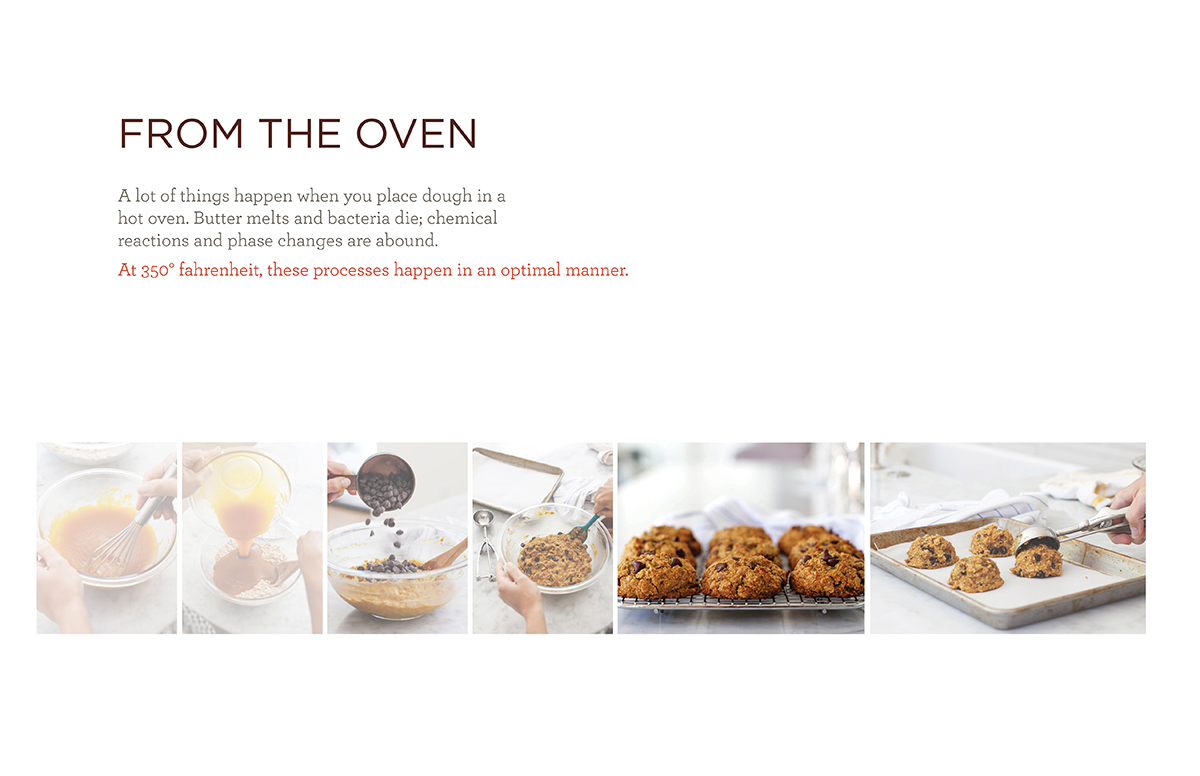 FROM THE OVEN
A lot of things happen when you place dough in a
hot oven. Butter melts and bacteria die; chemical
reactions and phase changes are abound.
At 350° fahrenheit, these processes happen in an optimal manner.